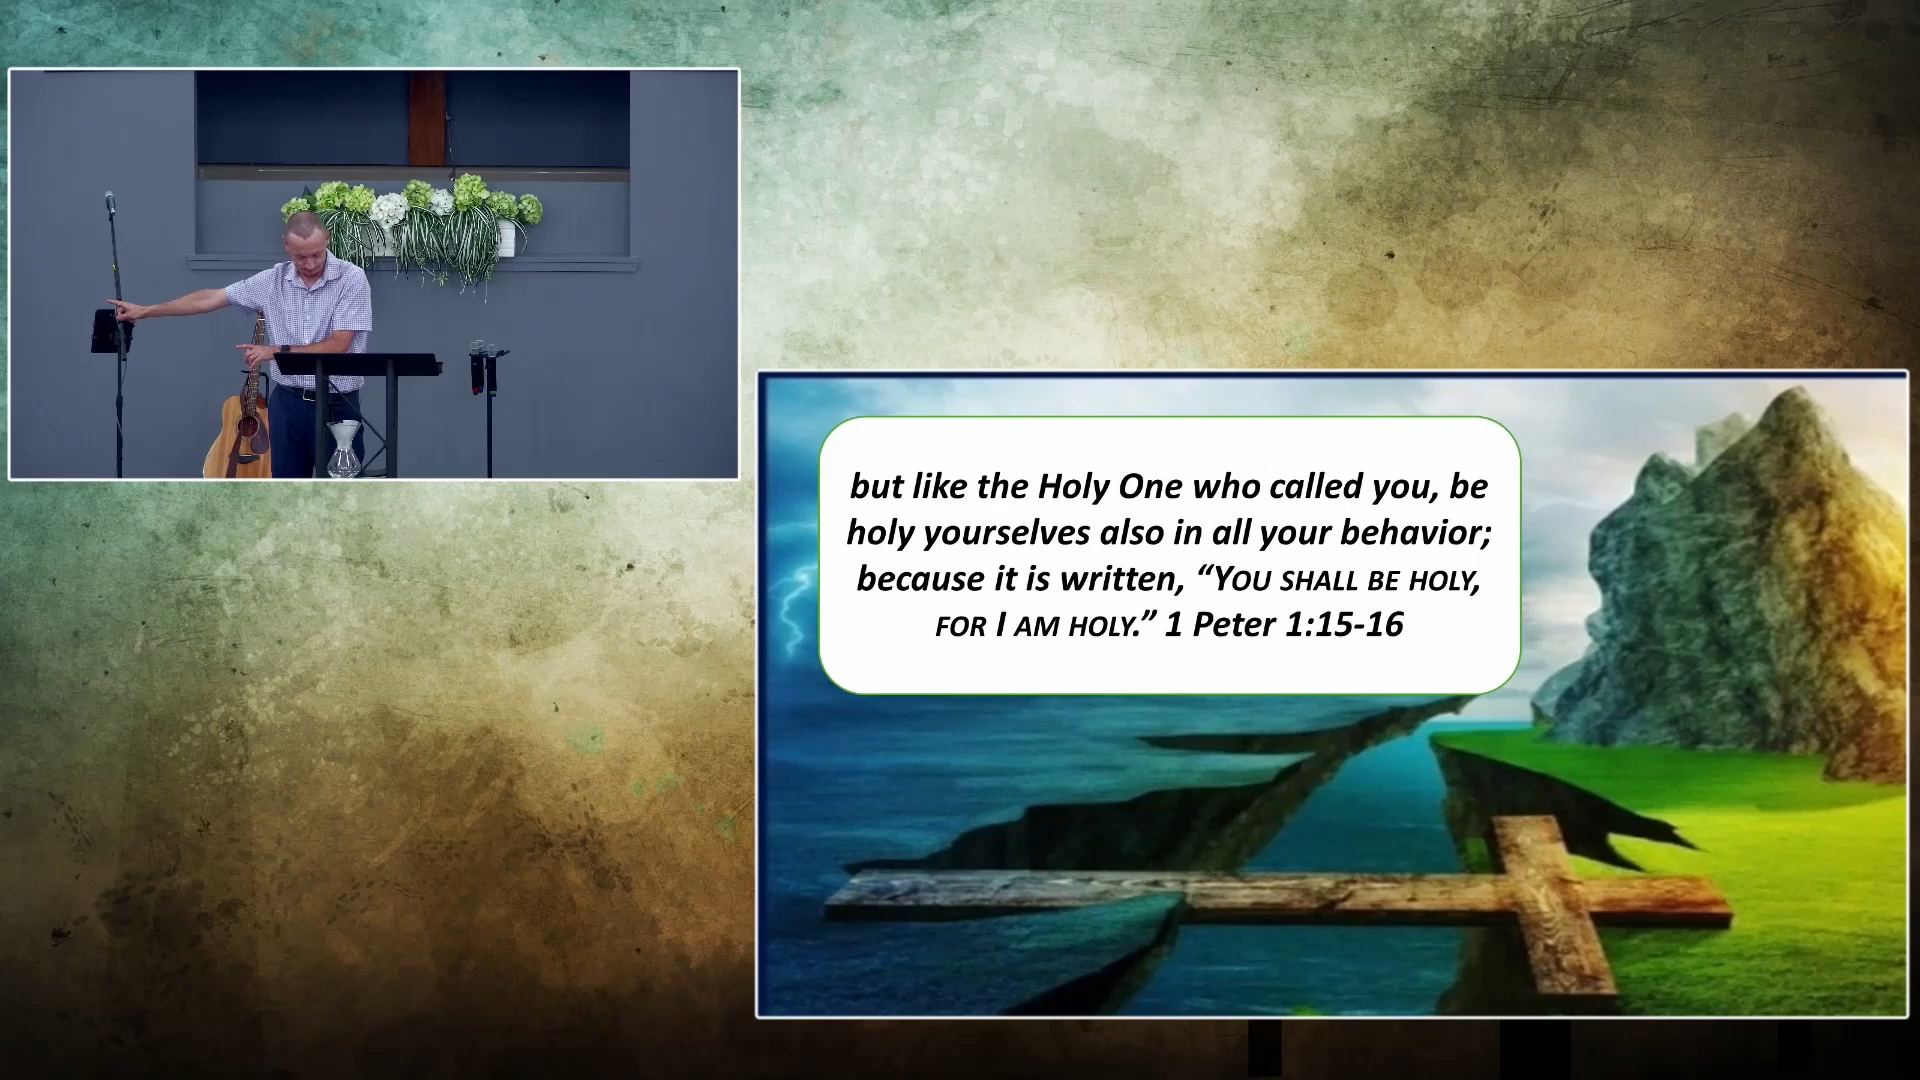 but like the Holy One who called you, be
holy yourselves also in all your behavior;
because it is written, “YOU SHALL BE HOLY,
FOR I AM HOLY.” 1 Peter 1:15-16